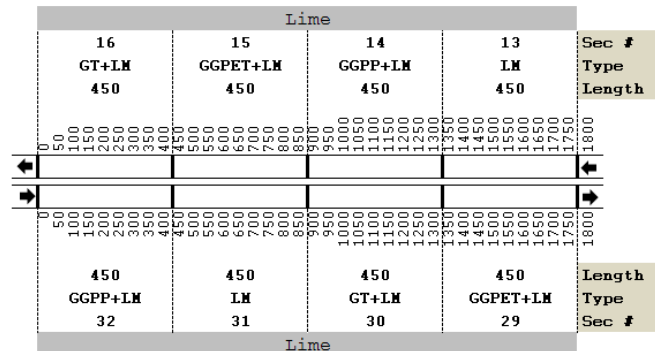 Lime
16 15 14 13 Sec #
GT+LM GGPET+LM GGPP+LM LM Type
450 450 450 450 Length
0 50 100 150 200 250 300 350 400 450 500 550 600 650 700 750 800 850 900 950 1000 1050 1100 1150 1200 1250 1300 1350 1400 1450 1500 1550 1600 1650 1700 1750 1800
0 50 100 150 200 250 300 350 400 450 500 550 600 650 700 750 800 850 900 950 1000 1050 1100 1150 1200 1250 1300 1350 1400 1450 1500 1550 1600 1650 1700 1750 1800
450 450 450 450 Length
GGPP+LM LM GT+LM GGPET+LM Type
32 31 30 29 Sec #
Lime